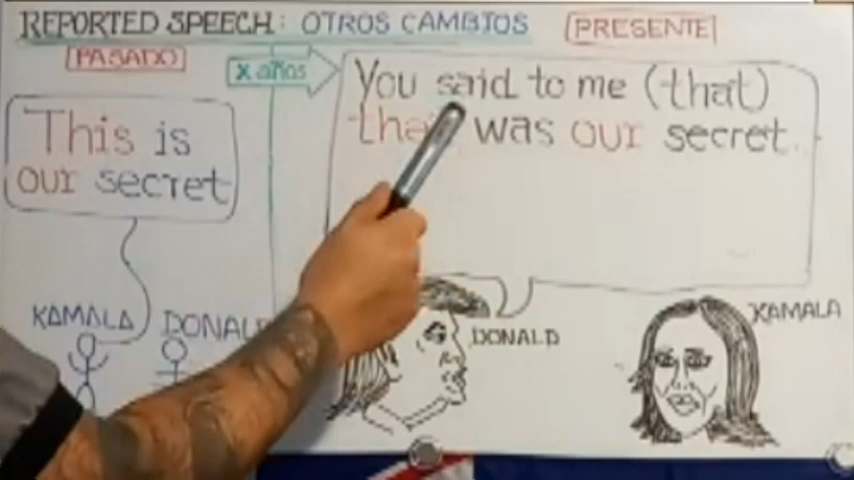 REPORTED SPEECH: OTROS CAMBIOS
PRESENTE
PASADO
X años
You said to me (that)
that was our secret.
This is
our secret
KAMALA
DONALD
DONALD
KAMALA